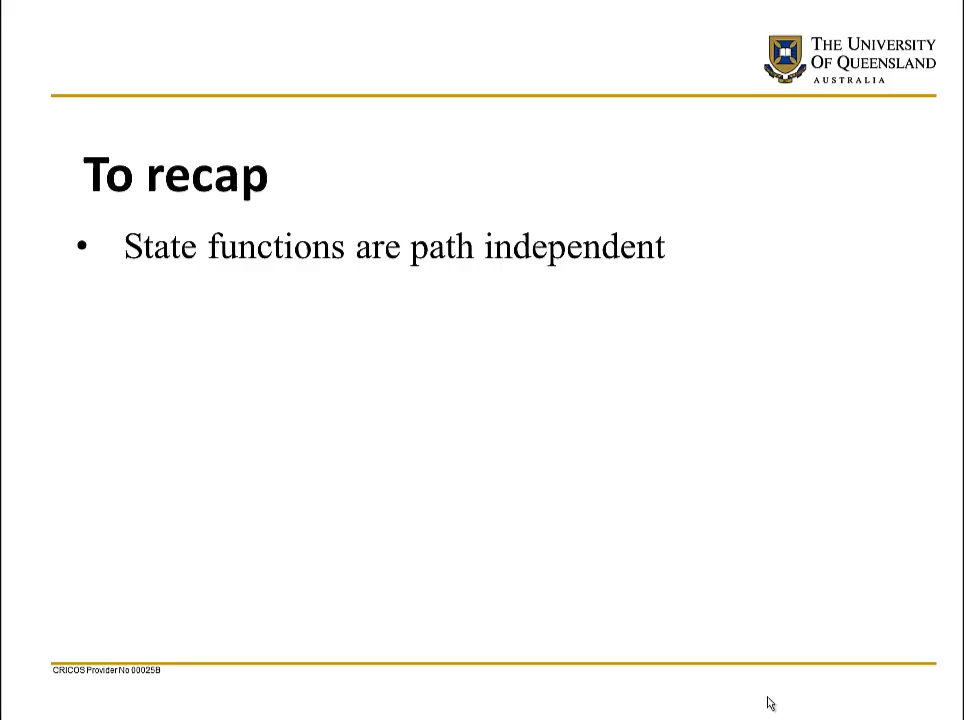 THE UNIVERSITY
OF QUEENSLAND
AUSTRALIA
To recap
• State functions are path independent
CRICOS Provider No 00025B